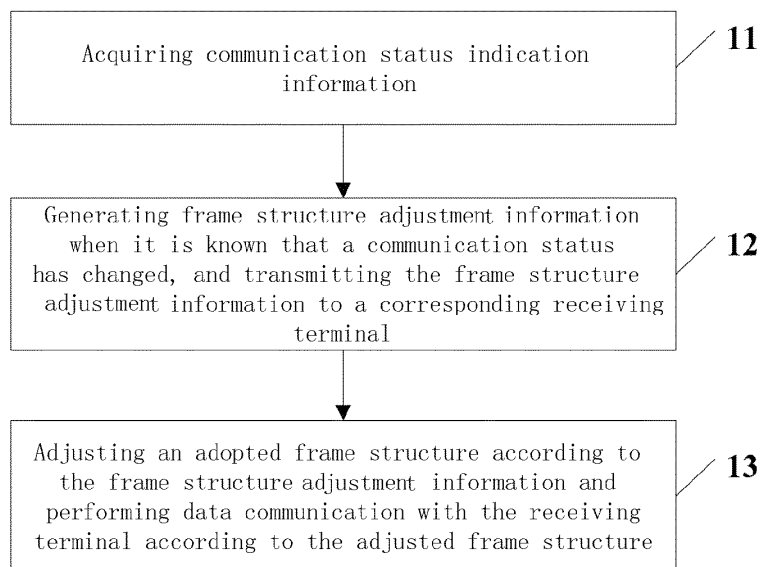 Acquiring communication status indication
information
11
Generating frame structure adjustment information
when it is known that a communication status
has changed, and transmitting the frame structure
adjustment information to a corresponding receiving
terminal
12
Adjusting an adopted frame structure according to
the frame structure adjustment information and
performing data communication with the receiving
terminal according to the adjusted frame structure
13